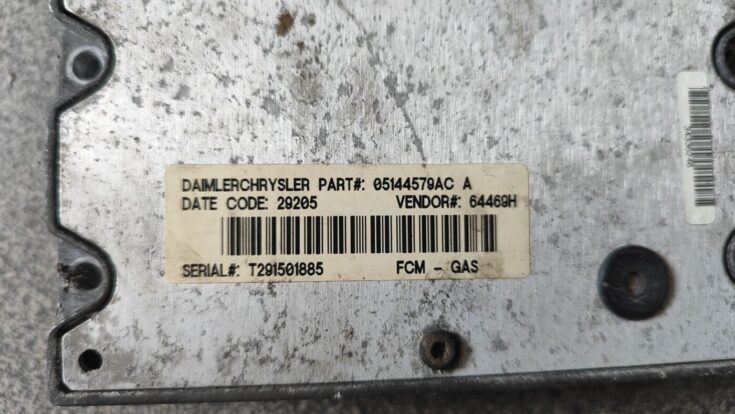 DAIMLERCHRYSLER PART#: 05144579AC A
DATE CODE: 29205 VENDOR#: 64469H
SERIAL#: T291501885 FCM - GAS